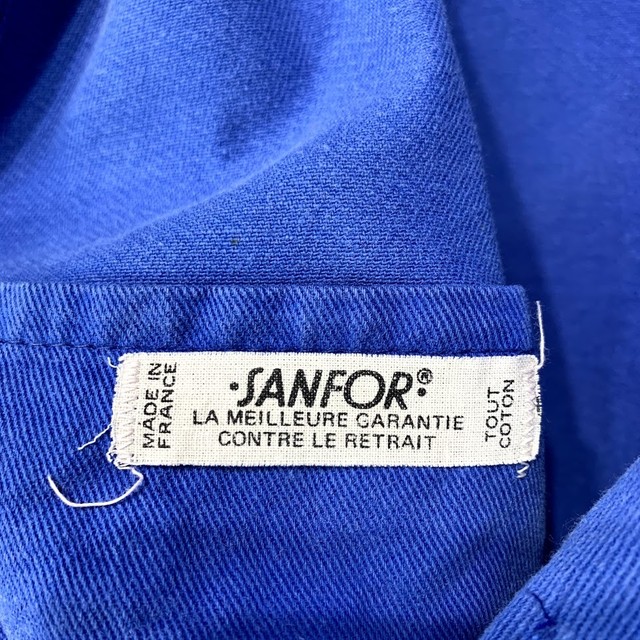 MADE IN
FRANCE
·SANFOR®·
LA MEILLEURE GARANTIE
CONTRE LE RETRAIT
TOUT
COTON